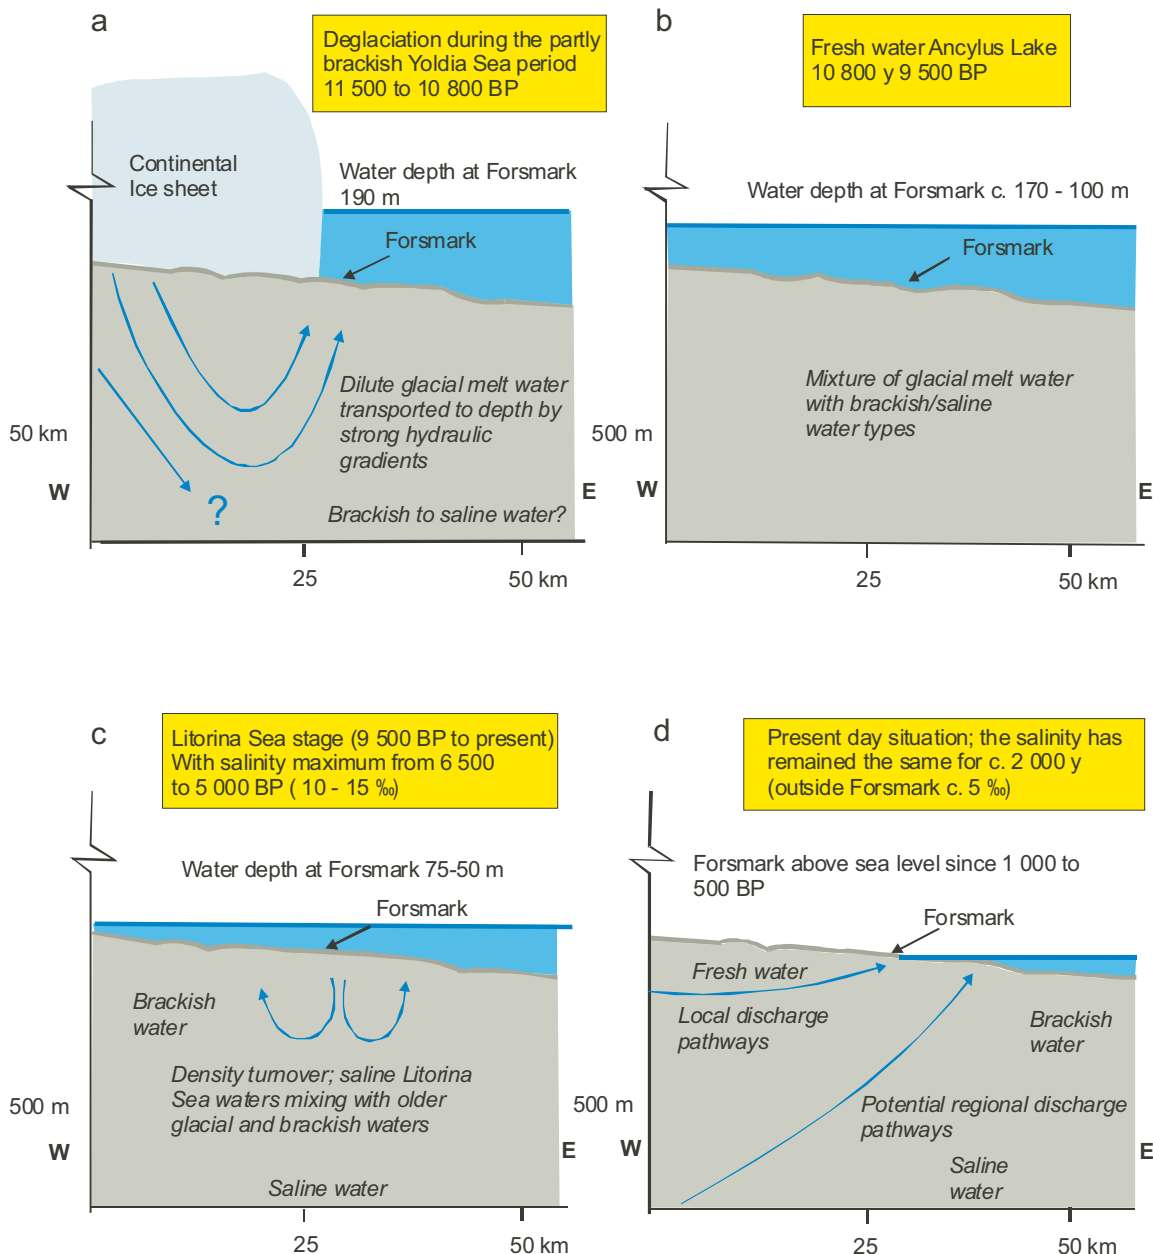 a
Deglaciation during the partly
brackish Yoldia Sea period
11 500 to 10 800 BP
Continental
Ice sheet
Water depth at Forsmark
190 m
Forsmark
Dilute glacial melt water
transported to depth by
strong hydraulic
gradients
50 km
W
E
?
Brackish to saline water?
25
50 km
b
Fresh water Ancylus Lake
10 800 y 9 500 BP
Water depth at Forsmark c. 170 - 100 m
Forsmark
Mixture of glacial melt water
with brackish/saline
water types
500 m
W
E
25
50 km
c
Litorina Sea stage (9 500 BP to present)
With salinity maximum from 6 500
to 5 000 BP ( 10 - 15 ‰)
Water depth at Forsmark 75-50 m
Forsmark
Brackish
water
Density turnover; saline Litorina
Sea waters mixing with older
glacial and brackish waters
500 m
W
E
Saline water
25
50 km
d
Present day situation; the salinity has
remained the same for c. 2 000 y
(outside Forsmark c. 5 ‰)
Forsmark above sea level since 1 000 to
500 BP
Forsmark
Fresh water
Local discharge
pathways
Brackish
water
500 m
Potential regional discharge
pathways
W
E
Saline
water
25
50 km